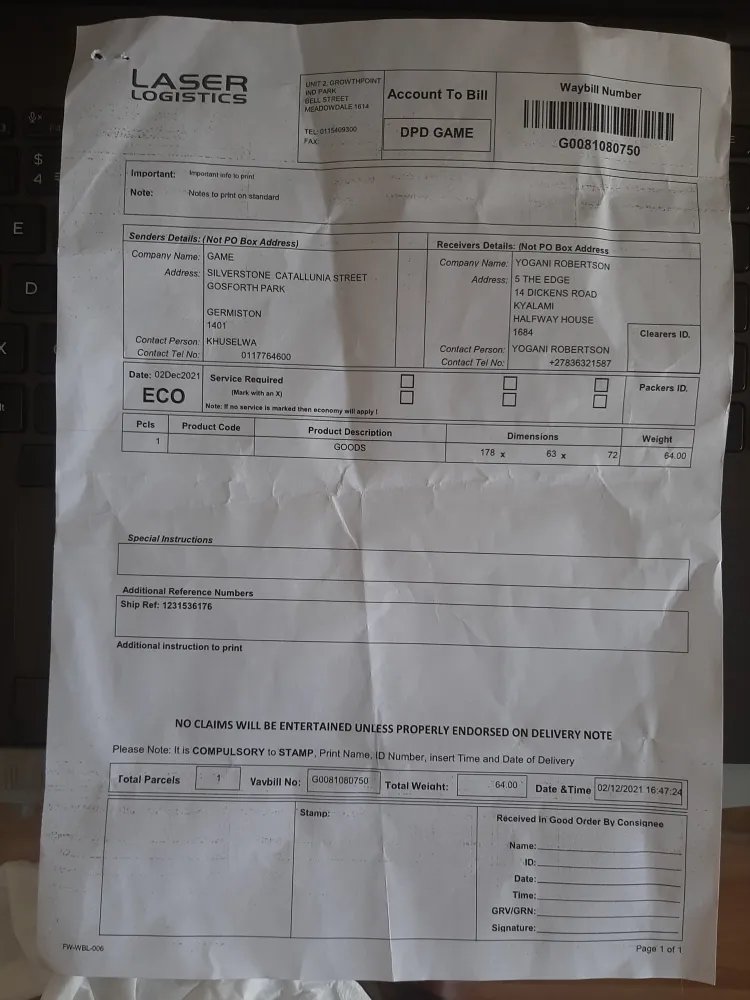 LASER
LOGISTICS
UNIT 2, GROWTHPOINT
IND PARK
BELL STREET
MEADOWDALE 1614
TEL: 0115409300
FAX:
Account To Bill
DPD GAME
Waybill Number
G0081080750
Important: Important info to print
Note: Notes to print on standard
Senders Details: (Not PO Box Address)
Company Name: GAME
Address: SILVERSTONE CATALLUNIA STREET
GOSFORTH PARK
GERMISTON
1401
Contact Person: KHUSELWA
Contact Tel No: 0117764600
Receivers Details: (Not PO Box Address
Company Name: YOGANI ROBERTSON
Address: 5 THE EDGE
14 DICKENS ROAD
KYALAMI
HALFWAY HOUSE
1684
Contact Person: YOGANI ROBERTSON
Contact Tel No: +27836321587
Clearers ID.
Date: 02Dec2021
ECO
Service Required
(Mark with an X)
Note: If no service is marked then economy will apply !
Packers ID.
Pcls Product Code Product Description Dimensions Weight
1 GOODS 178 x 63 x 72 64.00
Special Instructions
Additional Reference Numbers
Ship Ref: 1231536176
Additional instruction to print
NO CLAIMS WILL BE ENTERTAINED UNLESS PROPERLY ENDORSED ON DELIVERY NOTE
Please Note: It is COMPULSORY to STAMP, Print Name, ID Number, insert Time and Date of Delivery
Total Parcels 1 Vavbill No: G0081080750 Total Weight: 64.00 Date &Time 02/12/2021 16:47:24
Stamp:
Received In Good Order By Consignee
Name:
ID:
Date:
Time:
GRV/GRN:
Signature:
FW-WBL-006
Page 1 of 1
$
4
E
D